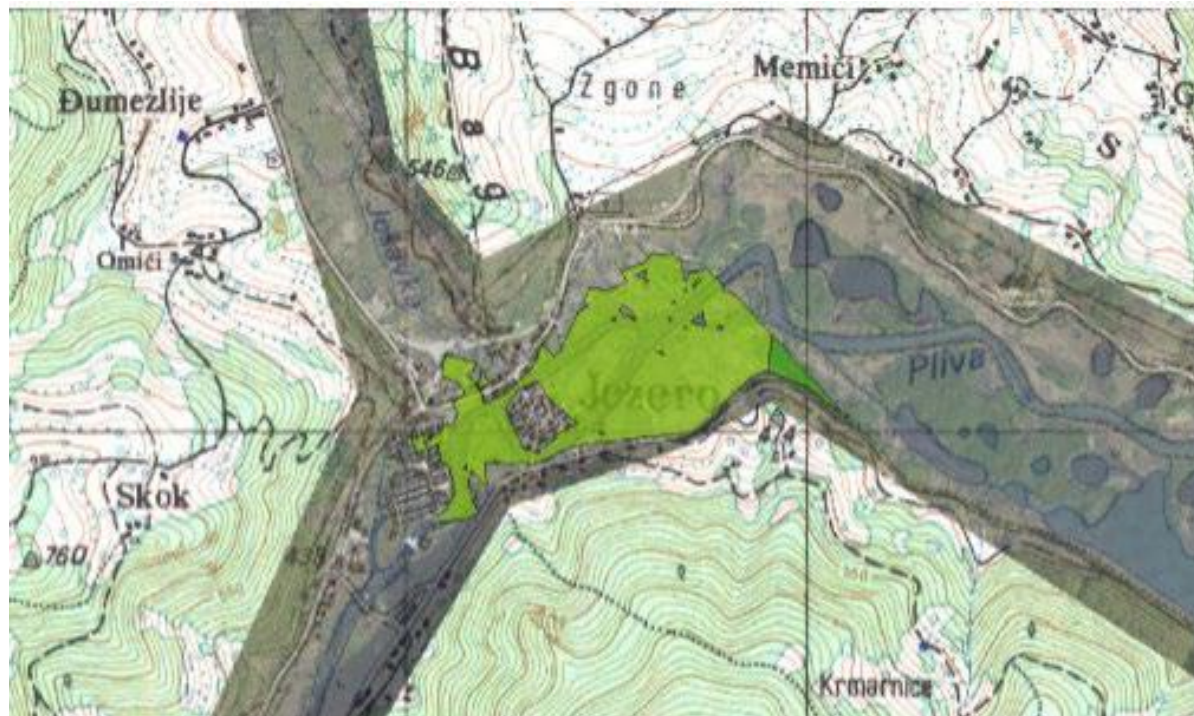 Memići
Zgone
Đumezlije
B
a
g
546
Omići
Jezero
Pliva
Skok
760
Krmarnice